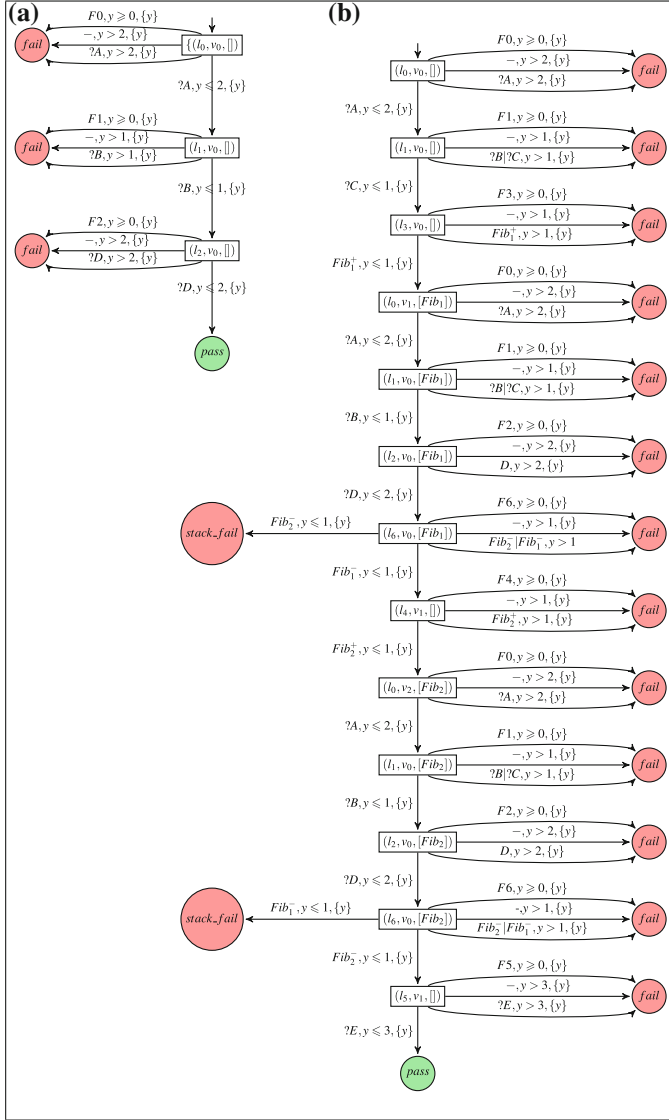 (a)
F0, y ⩾ 0, {y}
−, y > 2, {y}
?A, y > 2, {y}
fail
{(l₀, v₀, [])
?A, y ⩽ 2, {y}
F1, y ⩾ 0, {y}
−, y > 1, {y}
?B, y > 1, {y}
fail
(l₁, v₀, [])
?B, y ⩽ 1, {y}
F2, y ⩾ 0, {y}
−, y > 2, {y}
?D, y > 2, {y}
fail
(l₂, v₀, [])
?D, y ⩽ 2, {y}
pass
(b)
F0, y ⩾ 0, {y}
−, y > 2, {y}
?A, y > 2, {y}
(l₀, v₀, [])
fail
?A, y ⩽ 2, {y}
F1, y ⩾ 0, {y}
−, y > 1, {y}
?B|?C, y > 1, {y}
(l₁, v₀, [])
fail
?C, y ⩽ 1, {y}
F3, y ⩾ 0, {y}
−, y > 1, {y}
Fib₁⁺, y > 1, {y}
(l₃, v₀, [])
fail
Fib₁⁺, y ⩽ 1, {y}
F0, y ⩾ 0, {y}
−, y > 2, {y}
?A, y > 2, {y}
(l₀, v₁, [Fib₁])
fail
?A, y ⩽ 2, {y}
F1, y ⩾ 0, {y}
−, y > 1, {y}
?B|?C, y > 1, {y}
(l₁, v₀, [Fib₁])
fail
?B, y ⩽ 1, {y}
F2, y ⩾ 0, {y}
−, y > 2, {y}
D, y > 2, {y}
(l₂, v₀, [Fib₁])
fail
?D, y ⩽ 2, {y}
F6, y ⩾ 0, {y}
−, y > 1, {y}
Fib₂⁻|Fib₁⁻, y > 1
stack_fail
Fib₂⁻, y ⩽ 1, {y}
(l₆, v₀, [Fib₁])
fail
Fib₁⁻, y ⩽ 1, {y}
F4, y ⩾ 0, {y}
−, y > 1, {y}
Fib₂⁺, y > 1, {y}
(l₄, v₁, [])
fail
Fib₂⁺, y ⩽ 1, {y}
F0, y ⩾ 0, {y}
−, y > 2, {y}
?A, y > 2, {y}
(l₀, v₂, [Fib₂])
fail
?A, y ⩽ 2, {y}
F1, y ⩾ 0, {y}
−, y > 1, {y}
?B|?C, y > 1, {y}
(l₁, v₀, [Fib₂])
fail
?B, y ⩽ 1, {y}
F2, y ⩾ 0, {y}
−, y > 2, {y}
D, y > 2, {y}
(l₂, v₀, [Fib₂])
fail
?D, y ⩽ 2, {y}
F6, y ⩾ 0, {y}
-, y > 1, {y}
Fib₂⁻|Fib₁⁻, y > 1, {y}
stack_fail
Fib₁⁻, y ⩽ 1, {y}
(l₆, v₀, [Fib₂])
fail
Fib₂⁻, y ⩽ 1, {y}
F5, y ⩾ 0, {y}
−, y > 3, {y}
?E, y > 3, {y}
(l₅, v₁, [])
fail
?E, y ⩽ 3, {y}
pass